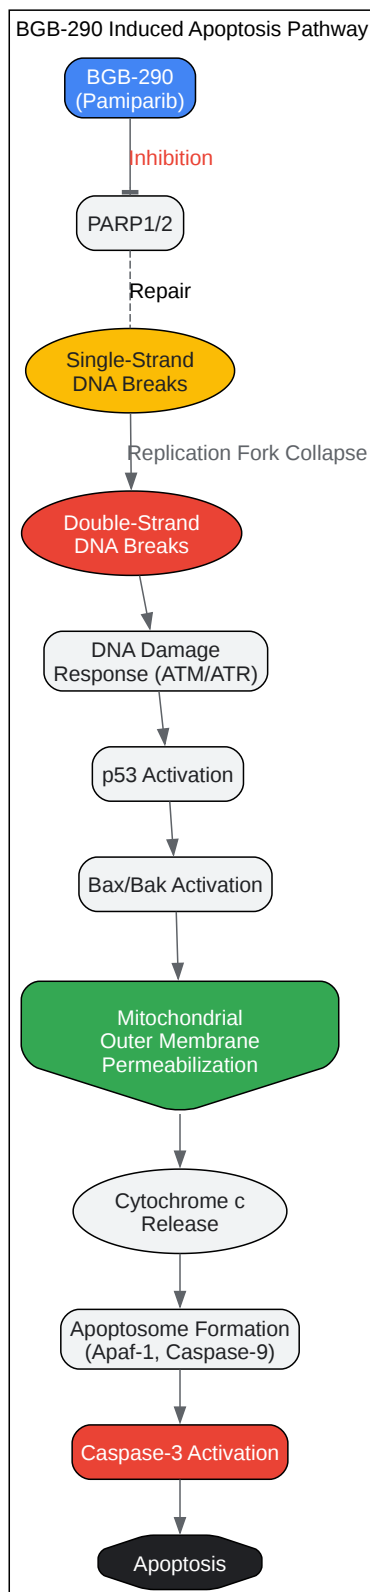 BGB-290 Induced Apoptosis Pathway
BGB-290
(Pamiparib)
Inhibition
PARP1/2
Repair
Single-Strand
DNA Breaks
Replication Fork Collapse
Double-Strand
DNA Breaks
DNA Damage
Response (ATM/ATR)
p53 Activation
Bax/Bak Activation
Mitochondrial
Outer Membrane
Permeabilization
Cytochrome c
Release
Apoptosome Formation
(Apaf-1, Caspase-9)
Caspase-3 Activation
Apoptosis